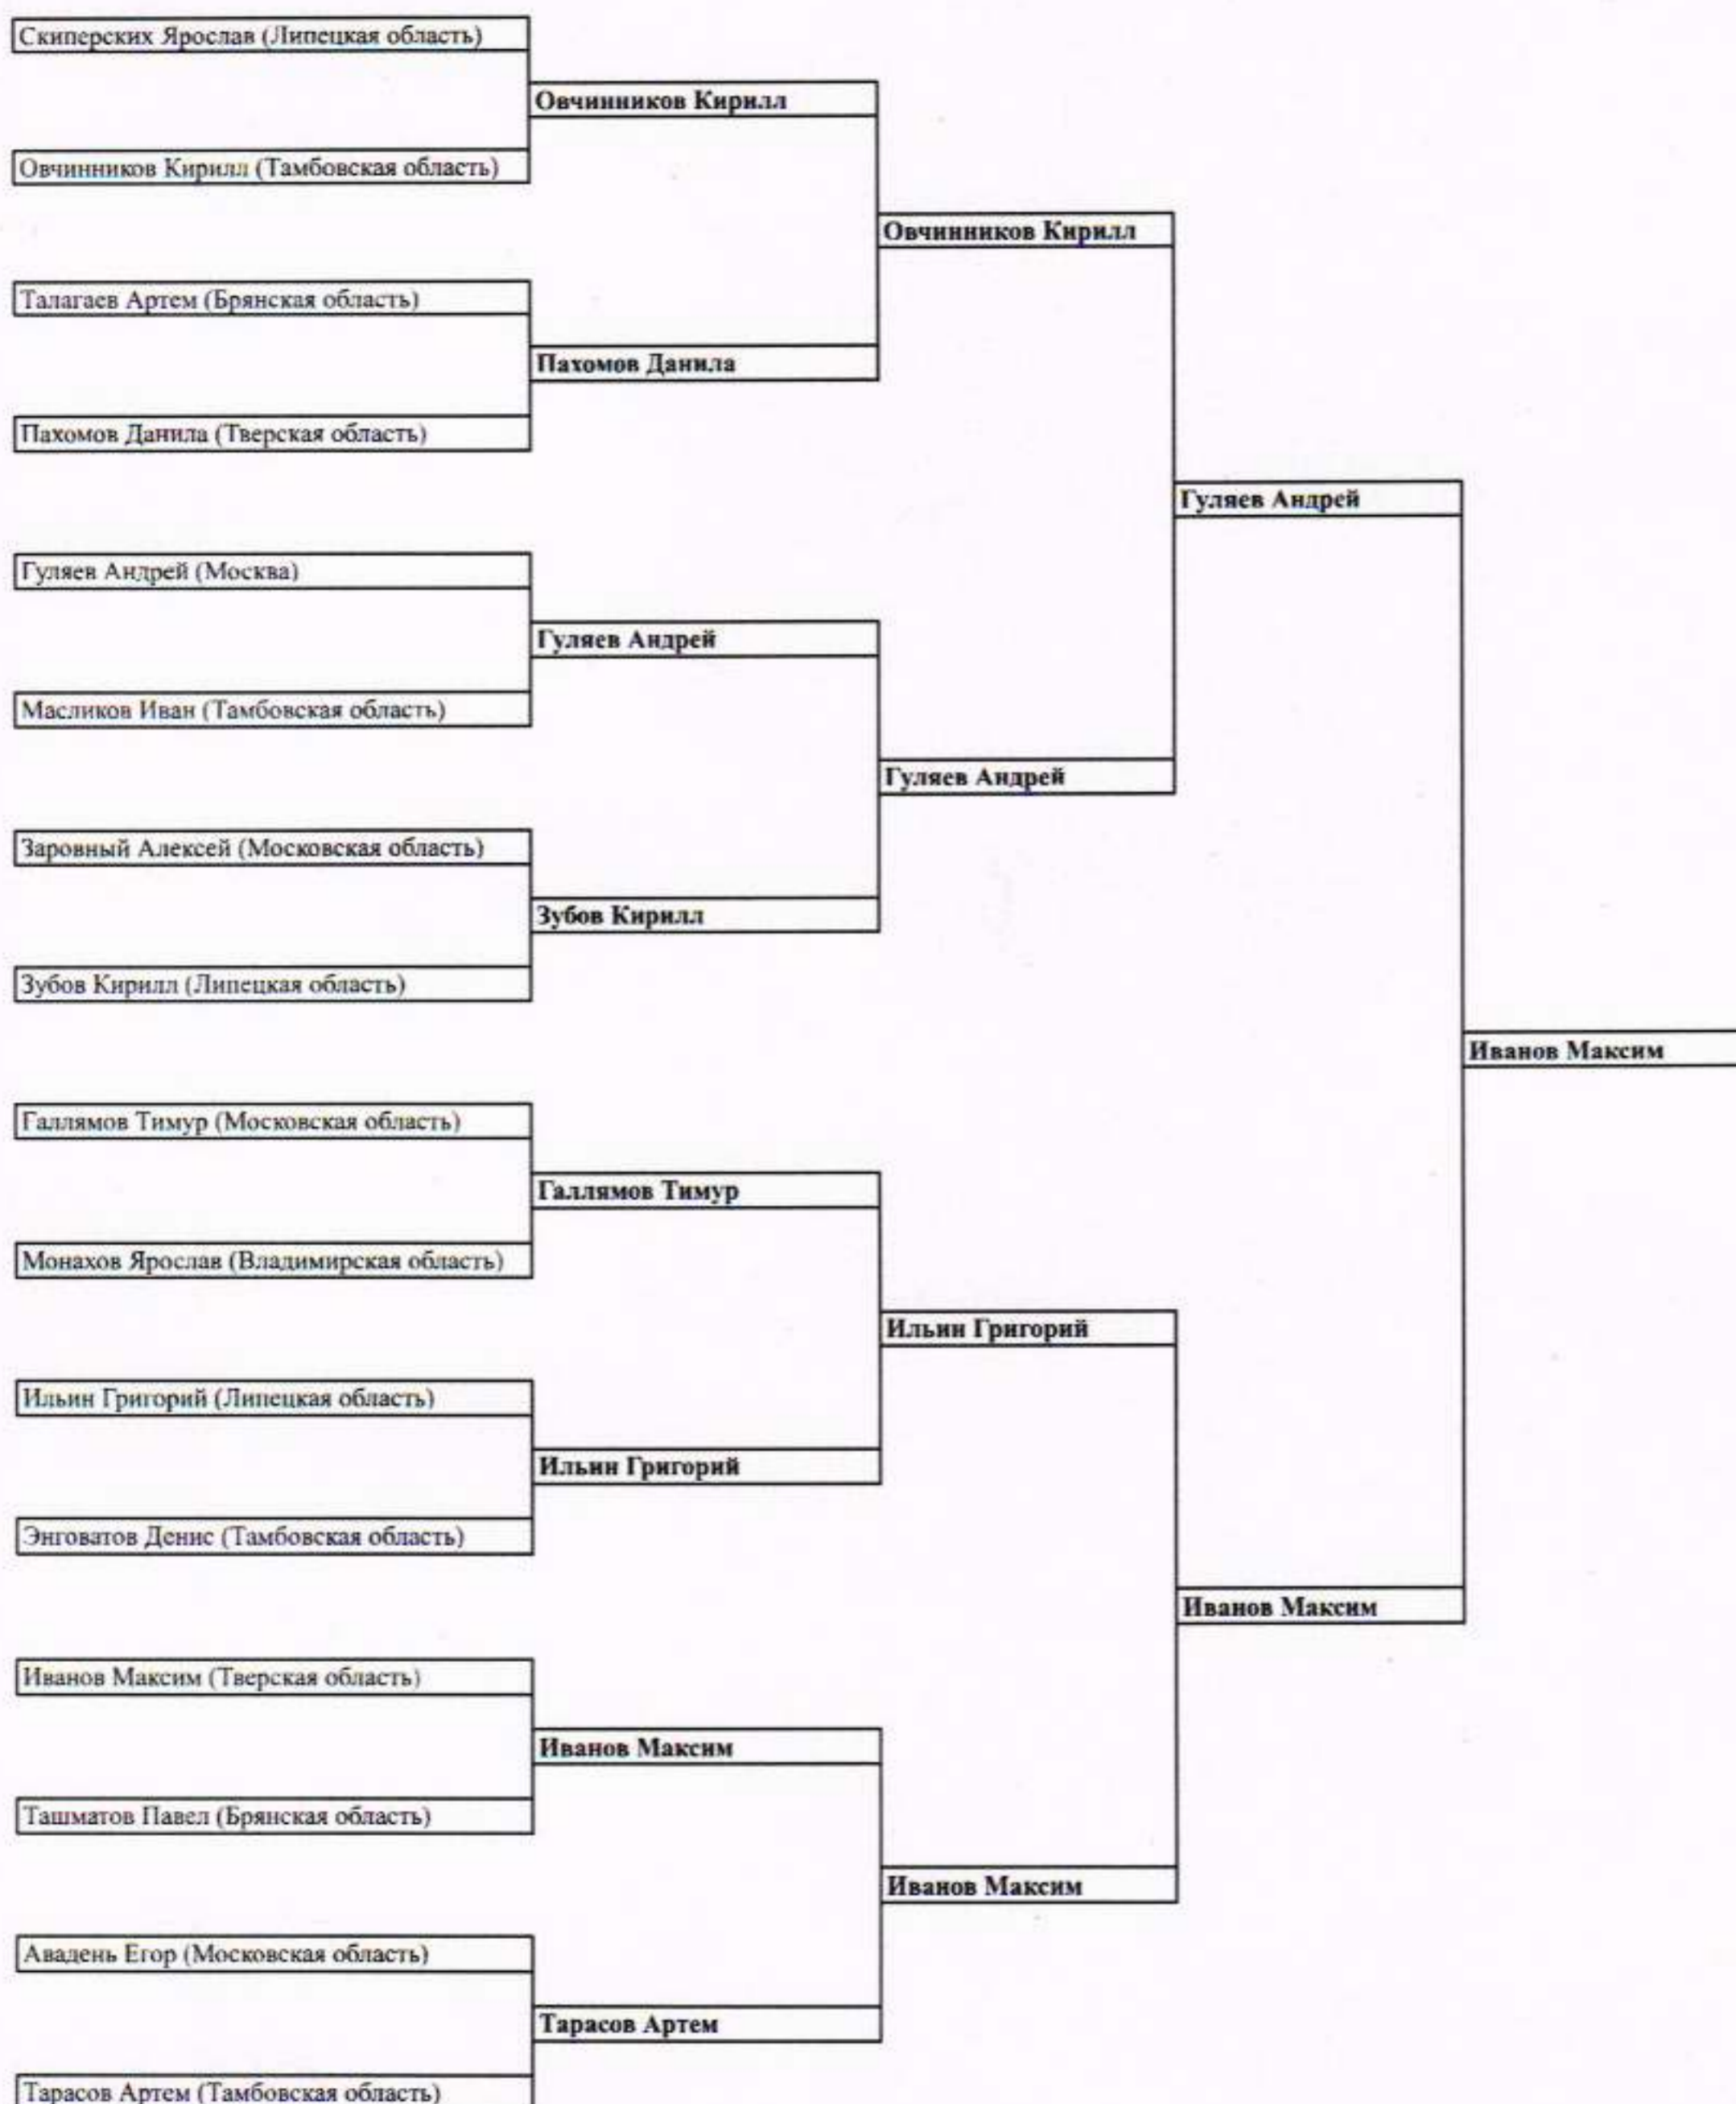 Скиперских Ярослав (Липецкая область)
Овчинников Кирилл
Овчинников Кирилл (Тамбовская область)
Овчинников Кирилл
Талагаев Артем (Брянская область)
Пахомов Данила
Пахомов Данила (Тверская область)
Гуляев Андрей
Гуляев Андрей (Москва)
Гуляев Андрей
Масликов Иван (Тамбовская область)
Гуляев Андрей
Заровный Алексей (Московская область)
Зубов Кирилл
Зубов Кирилл (Липецкая область)
Иванов Максим
Галлямов Тимур (Московская область)
Галлямов Тимур
Монахов Ярослав (Владимирская область)
Ильин Григорий
Ильин Григорий (Липецкая область)
Ильин Григорий
Энговатов Денис (Тамбовская область)
Иванов Максим
Иванов Максим (Тверская область)
Иванов Максим
Ташматов Павел (Брянская область)
Иванов Максим
Авадень Егор (Московская область)
Тарасов Артем
Тарасов Артем (Тамбовская область)